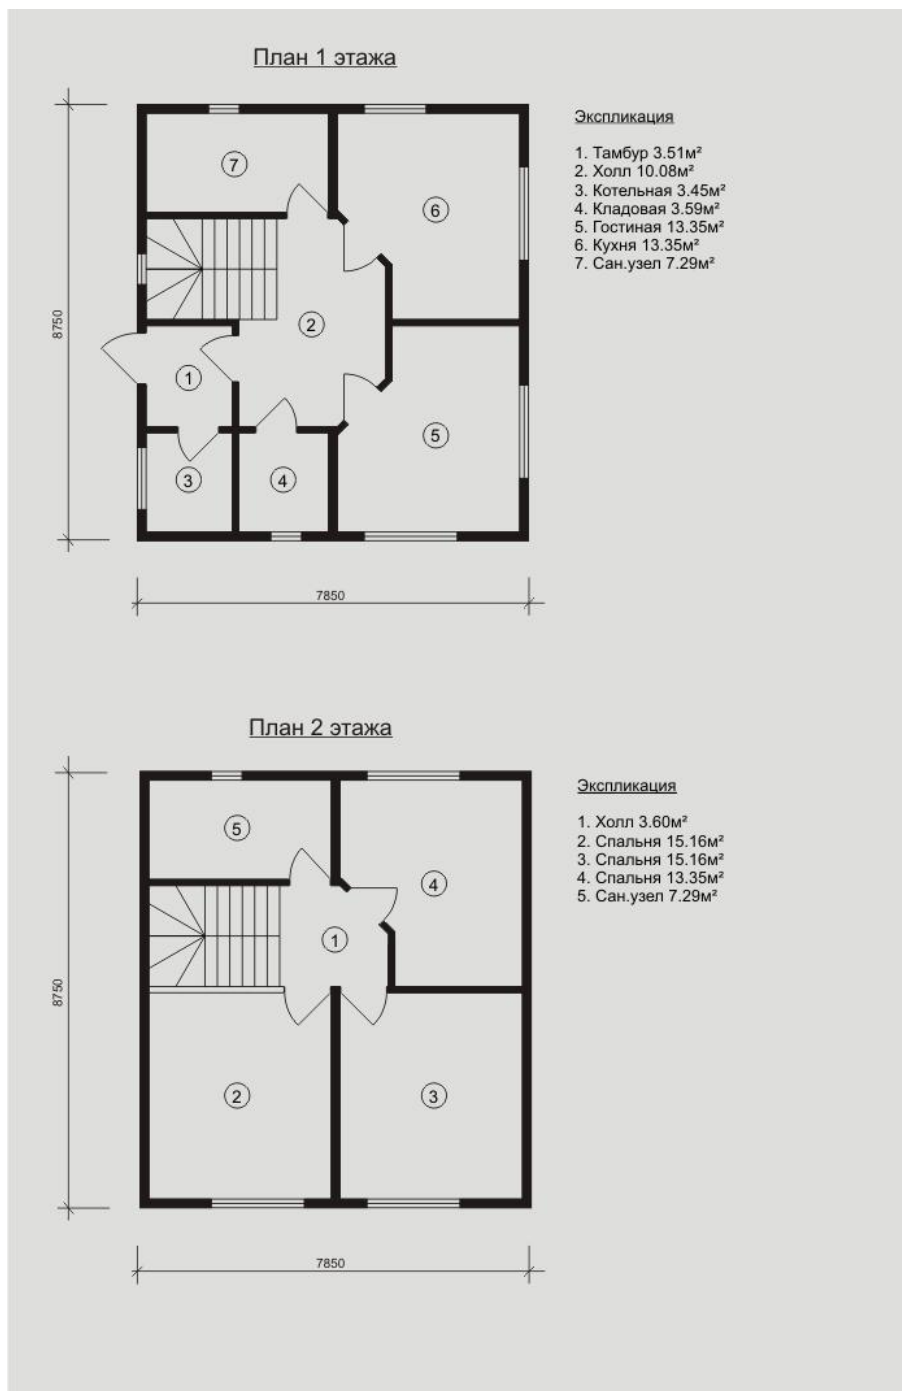 План 1 этажа
Экспликация
1. Тамбур 3.51м²
2. Холл 10.08м²
3. Котельная 3.45м²
4. Кладовая 3.59м²
5. Гостиная 13.35м²
6. Кухня 13.35м²
7. Сан.узел 7.29м²
7
6
2
1
5
3
4
8750
7850
План 2 этажа
Экспликация
1. Холл 3.60м²
2. Спальня 15.16м²
3. Спальня 15.16м²
4. Спальня 13.35м²
5. Сан.узел 7.29м²
5
4
1
2
3
8750
7850